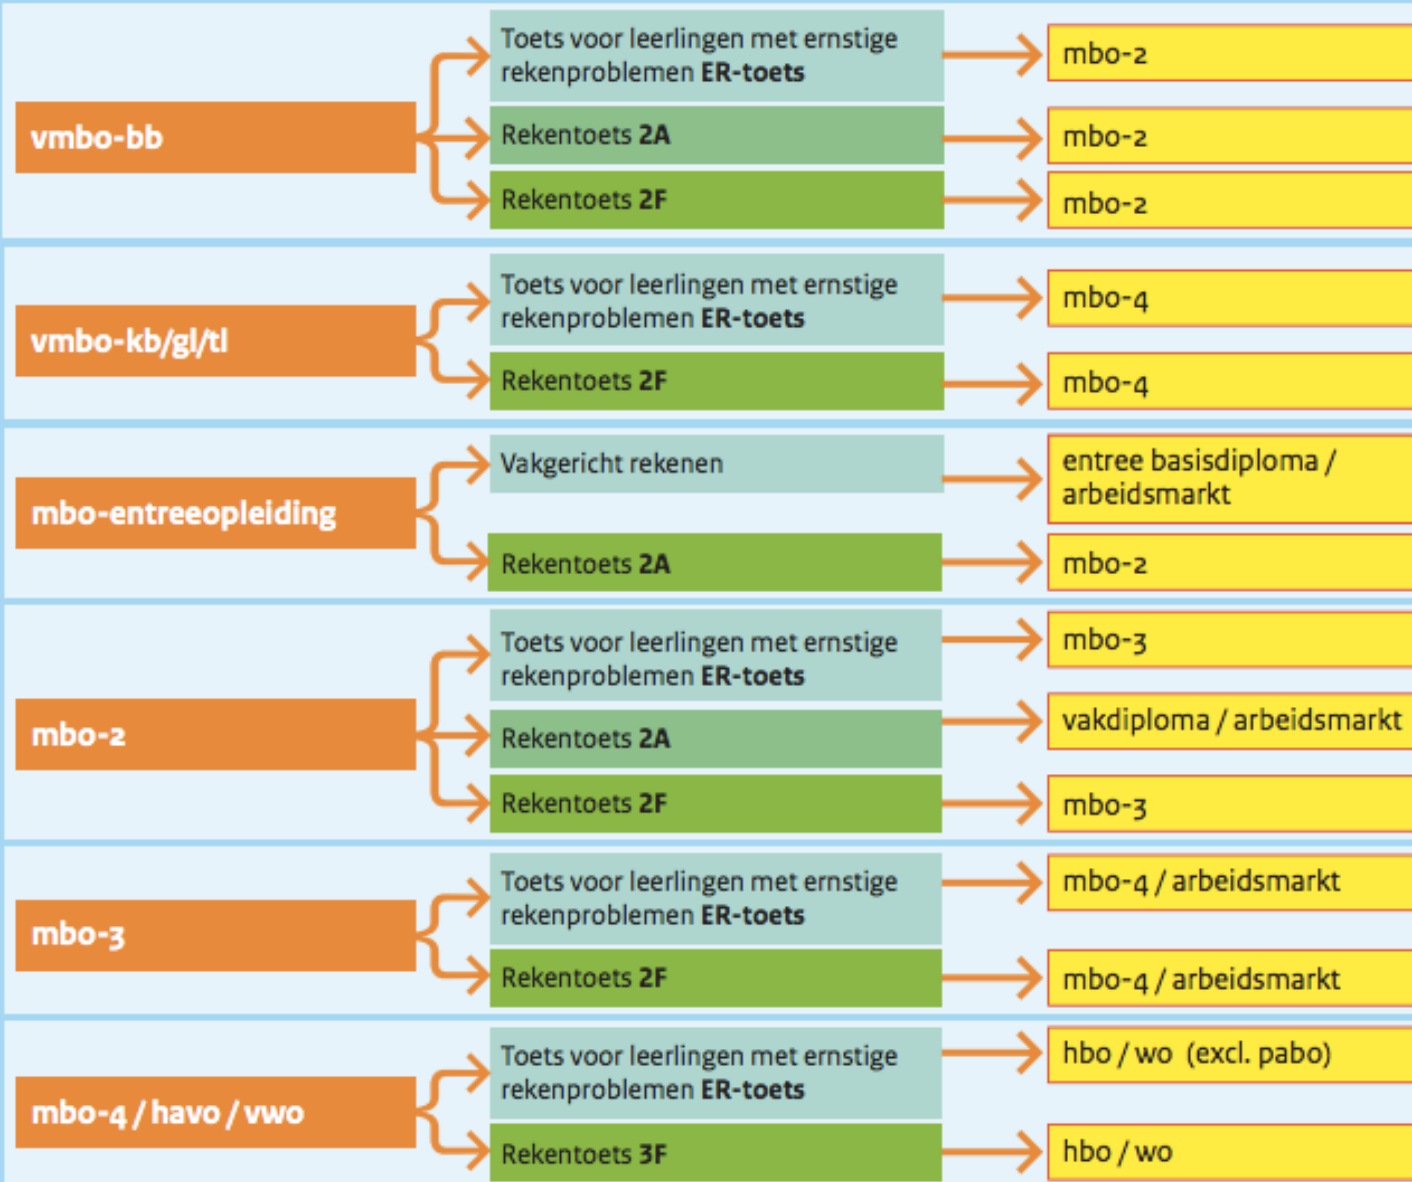 vmbo-bb
Toets voor leerlingen met ernstige
rekenproblemen ER-toets
mbo-2
Rekentoets 2A
mbo-2
Rekentoets 2F
mbo-2
vmbo-kb/gl/tl
Toets voor leerlingen met ernstige
rekenproblemen ER-toets
mbo-4
Rekentoets 2F
mbo-4
mbo-entreeopleiding
Vakgericht rekenen
entree basisdiploma /
arbeidsmarkt
Rekentoets 2A
mbo-2
mbo-2
Toets voor leerlingen met ernstige
rekenproblemen ER-toets
mbo-3
Rekentoets 2A
vakdiploma / arbeidsmarkt
Rekentoets 2F
mbo-3
mbo-3
Toets voor leerlingen met ernstige
rekenproblemen ER-toets
mbo-4 / arbeidsmarkt
Rekentoets 2F
mbo-4 / arbeidsmarkt
mbo-4 / havo / vwo
Toets voor leerlingen met ernstige
rekenproblemen ER-toets
hbo / wo (excl. pabo)
Rekentoets 3F
hbo / wo